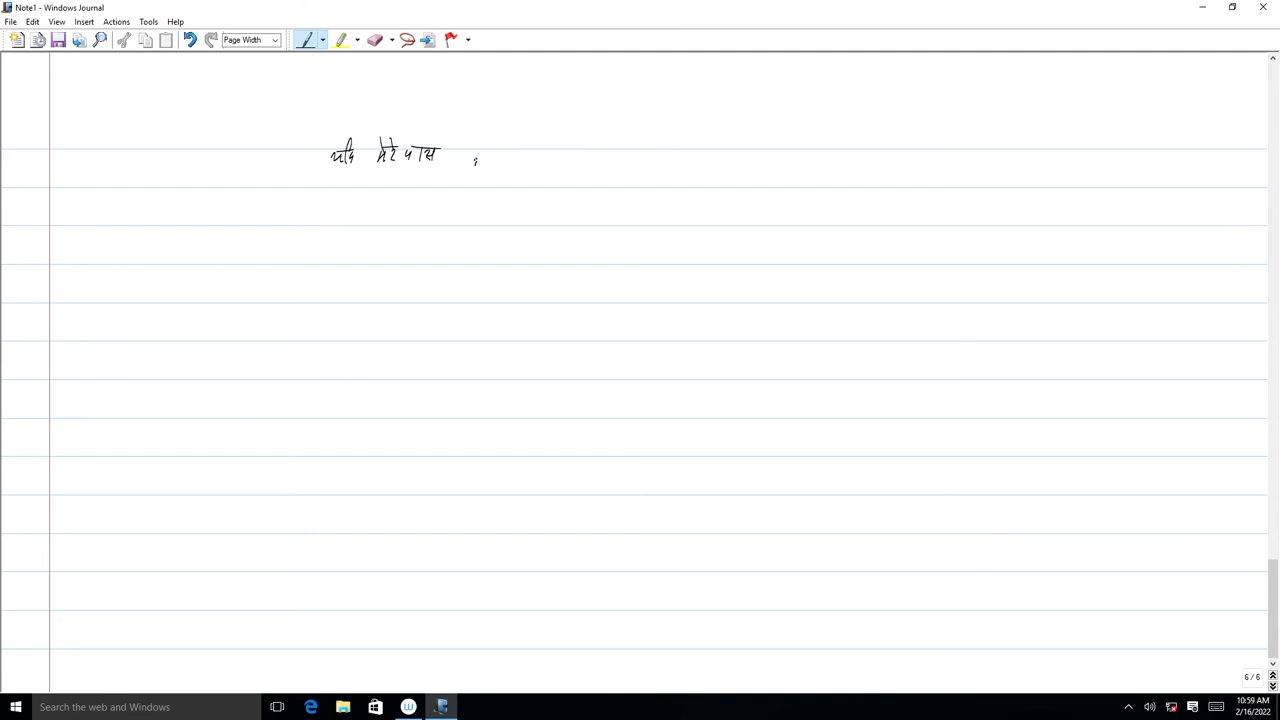 Note1 - Windows Journal
File Edit View Insert Actions Tools Help
Page Width
यदि मेरे पास
6 / 6
Search the web and Windows
10:59 AM
2/16/2022